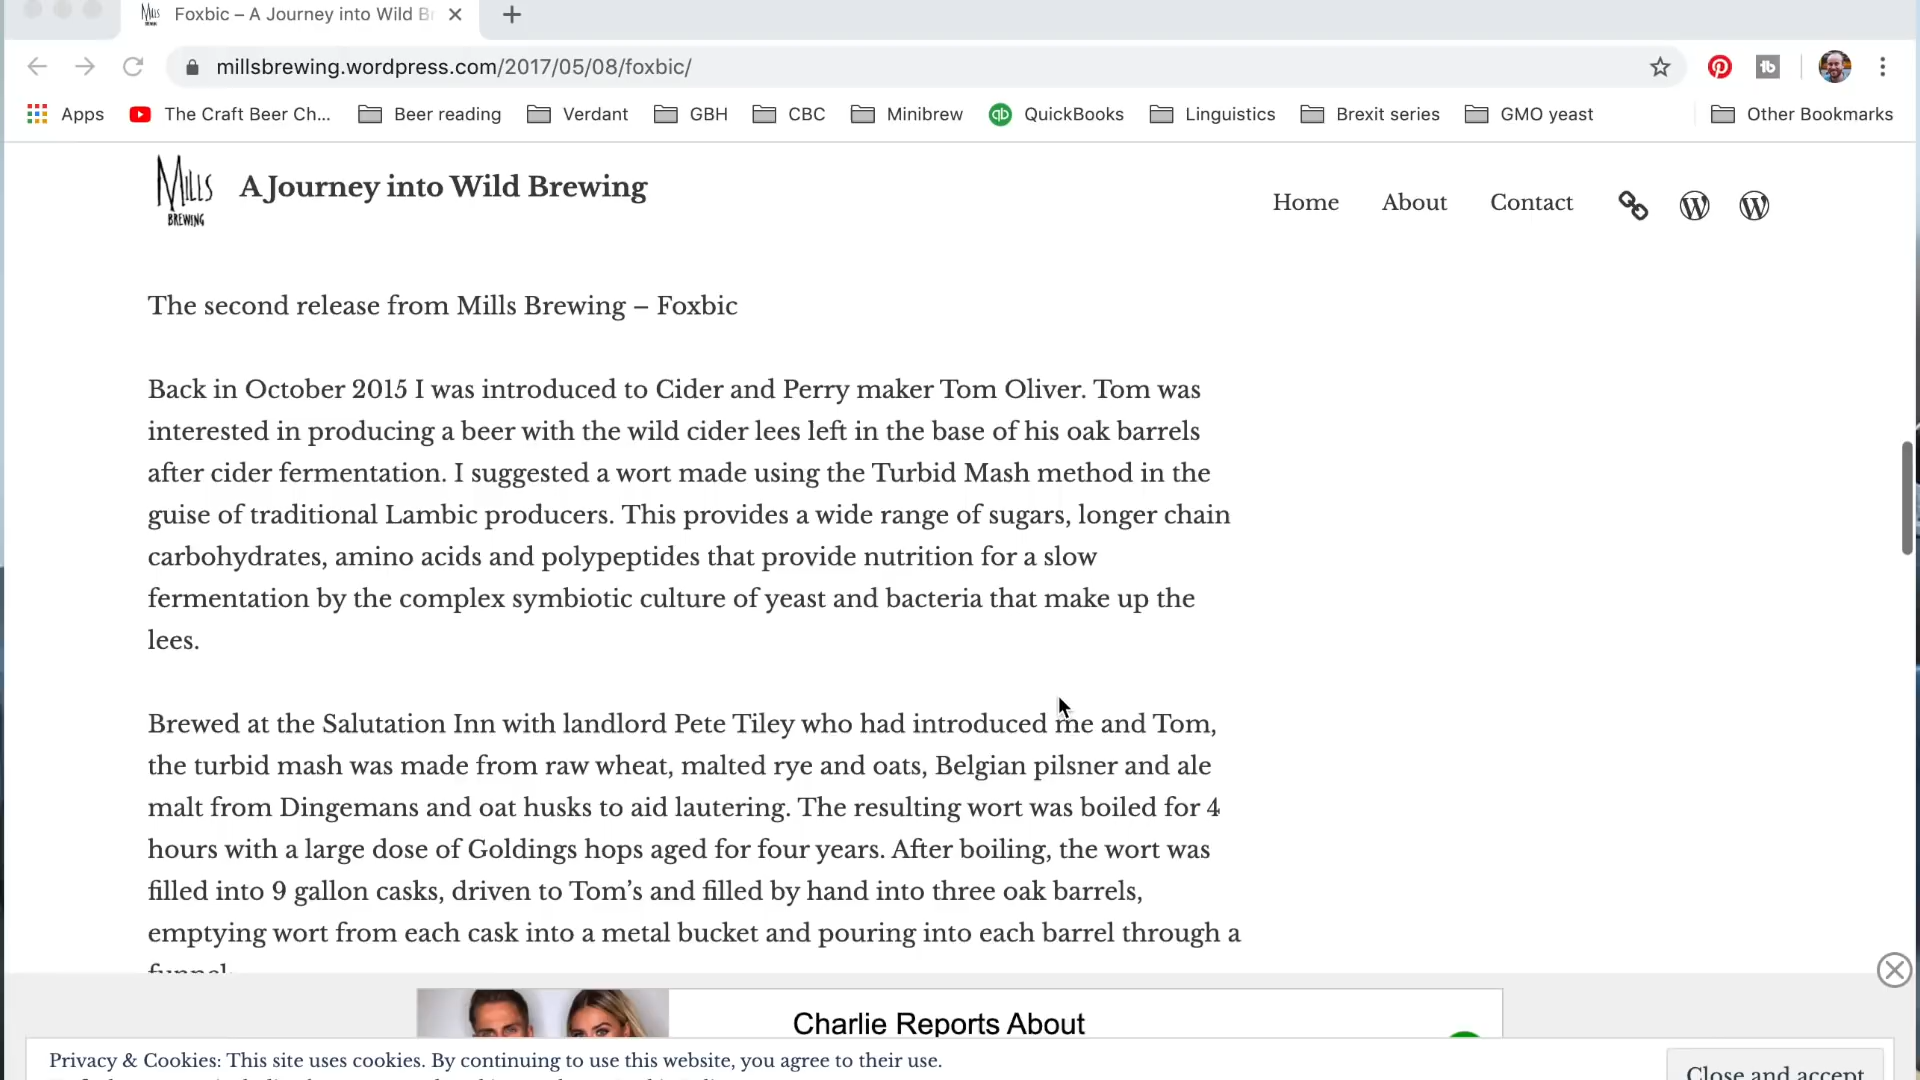 Foxbic – A Journey into Wild Br
millsbrewing.wordpress.com/2017/05/08/foxbic/
Apps The Craft Beer Ch... Beer reading Verdant GBH CBC Minibrew QuickBooks Linguistics Brexit series GMO yeast Other Bookmarks
MILLS
BREWING
A Journey into Wild Brewing
Home About Contact
The second release from Mills Brewing – Foxbic
Back in October 2015 I was introduced to Cider and Perry maker Tom Oliver. Tom was
interested in producing a beer with the wild cider lees left in the base of his oak barrels
after cider fermentation. I suggested a wort made using the Turbid Mash method in the
guise of traditional Lambic producers. This provides a wide range of sugars, longer chain
carbohydrates, amino acids and polypeptides that provide nutrition for a slow
fermentation by the complex symbiotic culture of yeast and bacteria that make up the
lees.
Brewed at the Salutation Inn with landlord Pete Tiley who had introduced me and Tom,
the turbid mash was made from raw wheat, malted rye and oats, Belgian pilsner and ale
malt from Dingemans and oat husks to aid lautering. The resulting wort was boiled for 4
hours with a large dose of Goldings hops aged for four years. After boiling, the wort was
filled into 9 gallon casks, driven to Tom’s and filled by hand into three oak barrels,
emptying wort from each cask into a metal bucket and pouring into each barrel through a
funnel.
Charlie Reports About
Privacy & Cookies: This site uses cookies. By continuing to use this website, you agree to their use.
Close and accept